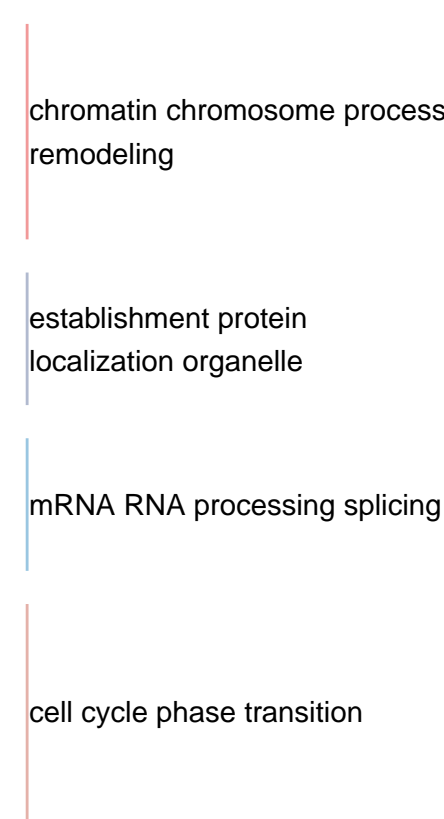 chromatin chromosome process
remodeling
establishment protein
localization organelle
mRNA RNA processing splicing
cell cycle phase transition